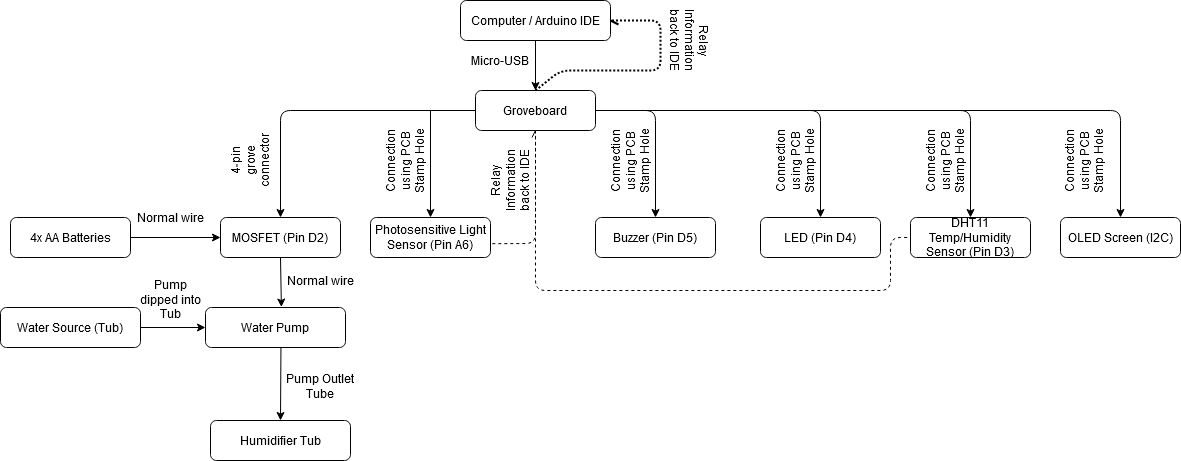 Computer / Arduino IDE
Relay
Information
back to IDE
Micro-USB
Groveboard
4-pin
grove
connector
Connection
using PCB
Stamp Hole
Relay
Information
back to IDE
Connection
using PCB
Stamp Hole
Connection
using PCB
Stamp Hole
Connection
using PCB
Stamp Hole
Connection
using PCB
Stamp Hole
Normal wire
4x AA Batteries
MOSFET (Pin D2)
Photosensitive Light
Sensor (Pin A6)
Buzzer (Pin D5)
LED (Pin D4)
DHT11
Temp/Humidity
Sensor (Pin D3)
OLED Screen (I2C)
Normal wire
Pump
dipped into
Tub
Water Source (Tub)
Water Pump
Pump Outlet
Tube
Humidifier Tub